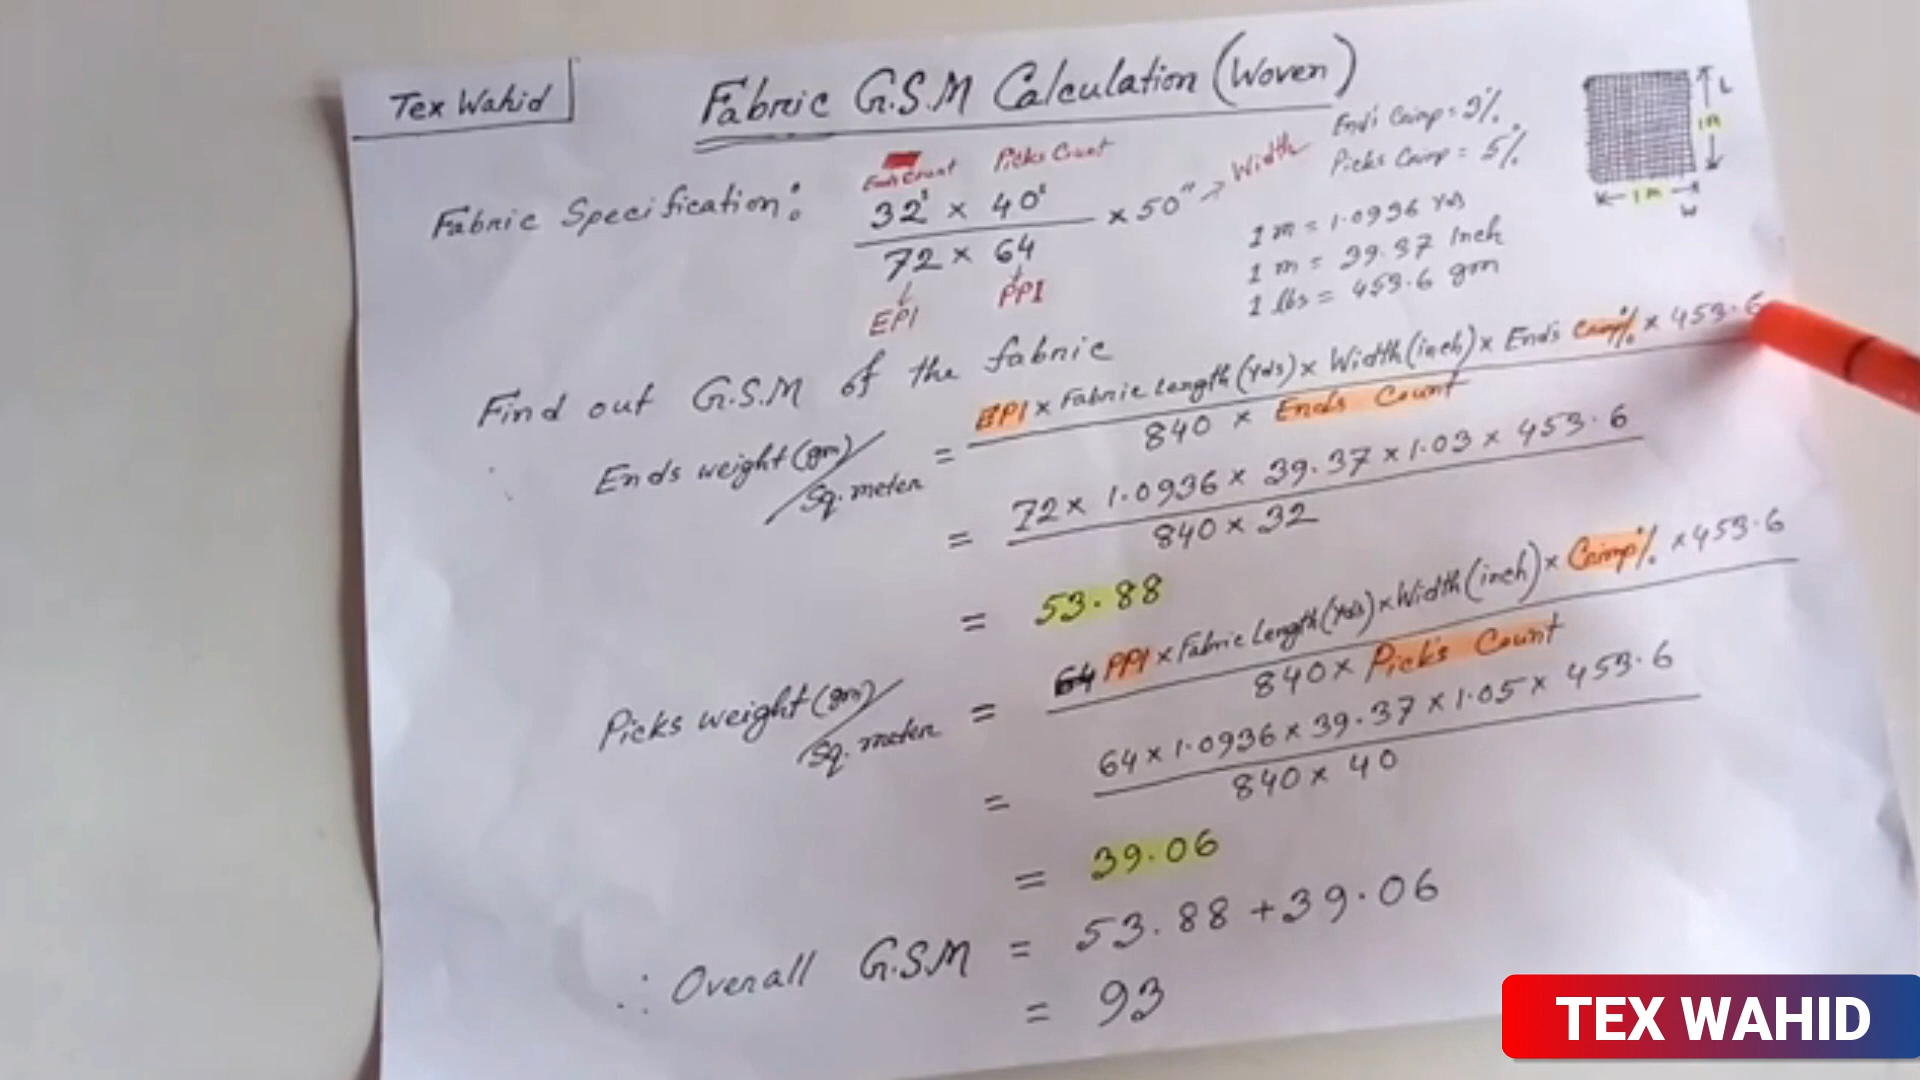 Tex Wahid
Fabric G.S.M Calculation (Woven)
Ends Count Picks Count
Fabric Specification: 32ˢ × 40ˢ / 72 × 64 × 50" → Width
EPI PPI
Ends Crimp = 3%
Picks Crimp = 5%
1 m = 1.0936 Yds
1 m = 39.37 Inch
1 lbs = 453.6 gm
L
1m
1m
W
Find out G.S.M of the fabric
Ends weight (gm) / Sq. meter = EPI × Fabric Length (Yds) × Width (inch) × Ends Crimp% × 453.6 / 840 × Ends Count
= 72 × 1.0936 × 39.37 × 1.03 × 453.6 / 840 × 32
= 53.88
Picks weight (gm) / Sq. meter = 64 PPI × Fabric Length (Yds) × Width (inch) × Crimp% × 453.6 / 840 × Picks Count
= 64 × 1.0936 × 39.37 × 1.05 × 453.6 / 840 × 40
= 39.06
∴ Overall G.S.M = 53.88 + 39.06
= 93
TEX WAHID